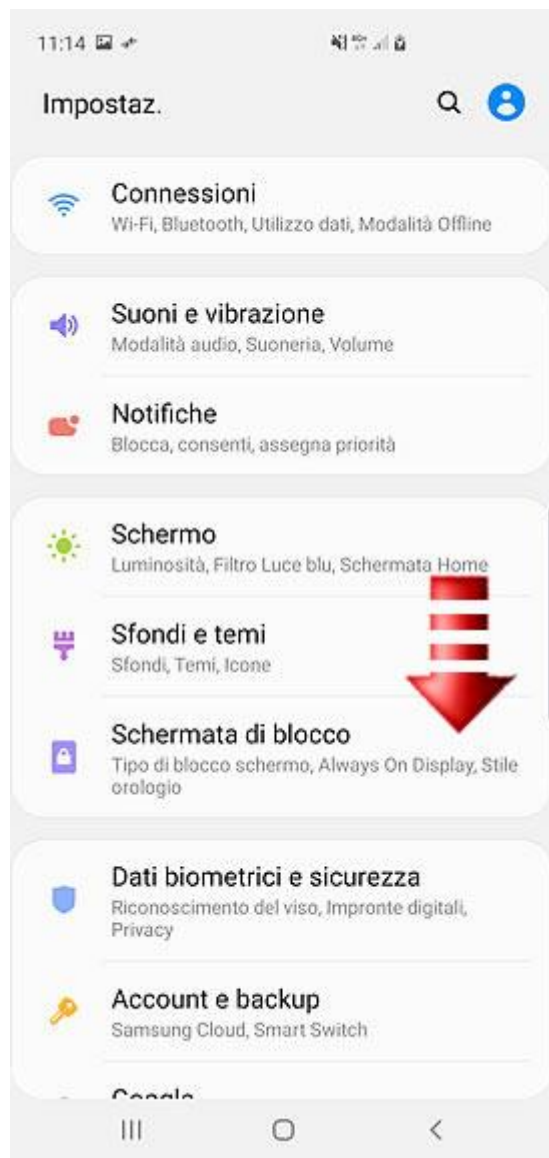 11:14
Impostaz.
Connessioni
Wi-Fi, Bluetooth, Utilizzo dati, Modalità Offline
Suoni e vibrazione
Modalità audio, Suoneria, Volume
Notifiche
Blocca, consenti, assegna priorità
Schermo
Luminosità, Filtro Luce blu, Schermata Home
Sfondi e temi
Sfondi, Temi, Icone
Schermata di blocco
Tipo di blocco schermo, Always On Display, Stile
orologio
Dati biometrici e sicurezza
Riconoscimento del viso, Impronte digitali,
Privacy
Account e backup
Samsung Cloud, Smart Switch